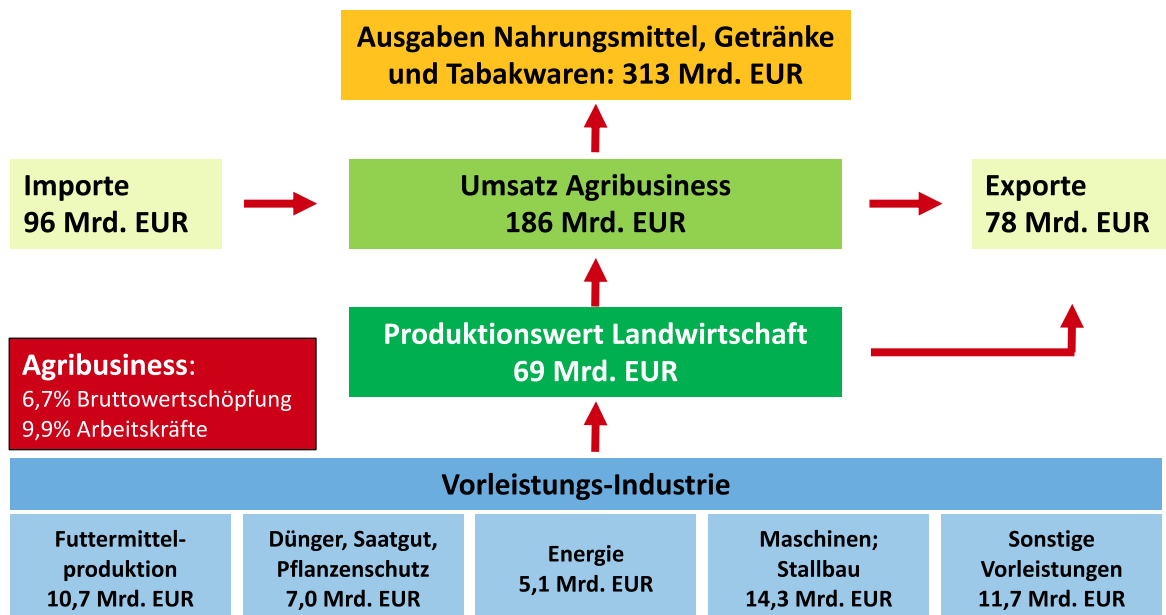 Ausgaben Nahrungsmittel, Getränke
und Tabakwaren: 313 Mrd. EUR
Importe
96 Mrd. EUR
Umsatz Agribusiness
186 Mrd. EUR
Exporte
78 Mrd. EUR
Produktionswert Landwirtschaft
69 Mrd. EUR
Agribusiness:
6,7% Bruttowertschöpfung
9,9% Arbeitskräfte
Vorleistungs-Industrie
Futtermittel-
produktion
10,7 Mrd. EUR
Dünger, Saatgut,
Pflanzenschutz
7,0 Mrd. EUR
Energie
5,1 Mrd. EUR
Maschinen;
Stallbau
14,3 Mrd. EUR
Sonstige
Vorleistungen
11,7 Mrd. EUR